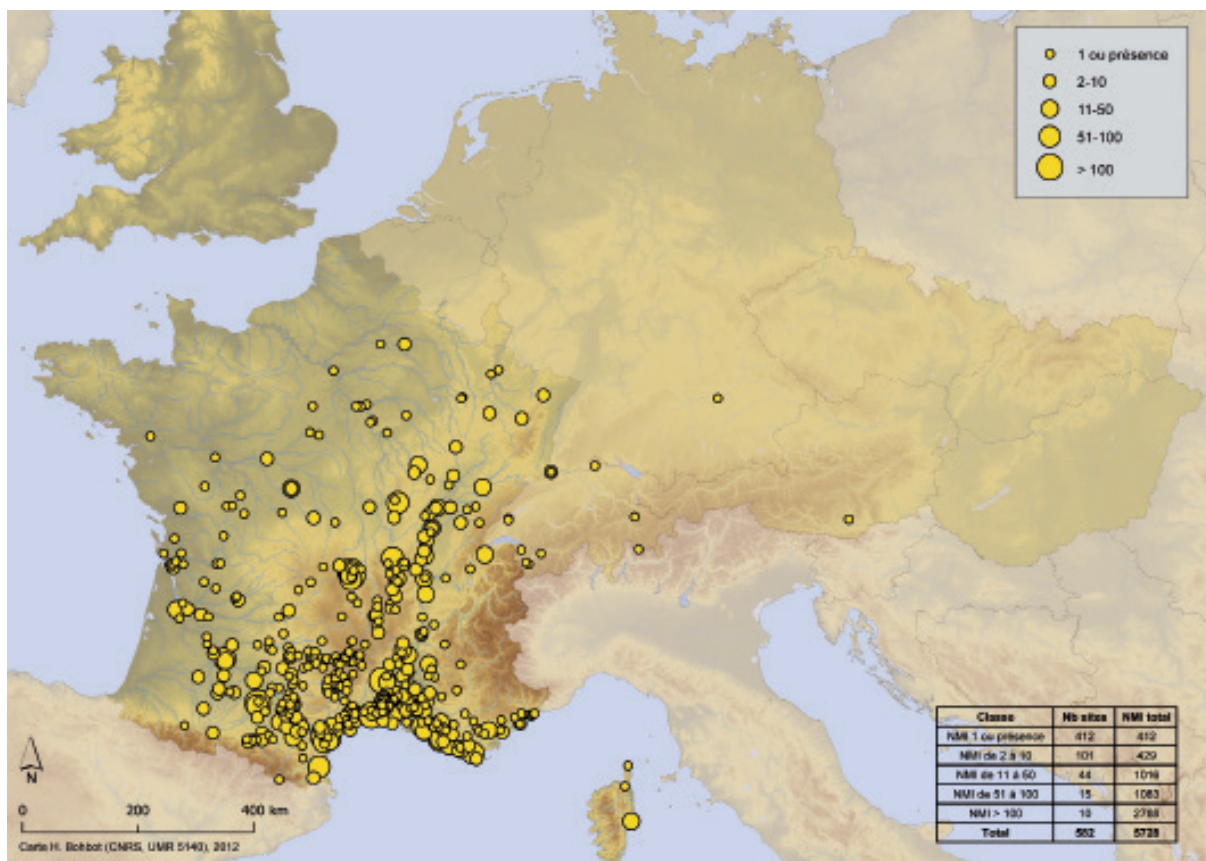 1 ou présence
2-10
11-50
51-100
> 100
N
0 200 400 km
Carte H. Bohbot (CNRS, UMR 5140), 2012
Classe Nb sites NMI total
NMI 1 ou présence 412 412
NMI de 2 à 10 101 429
NMI de 11 à 50 44 1016
NMI de 51 à 100 15 1083
NMI > 100 10 2788
Total 582 5728